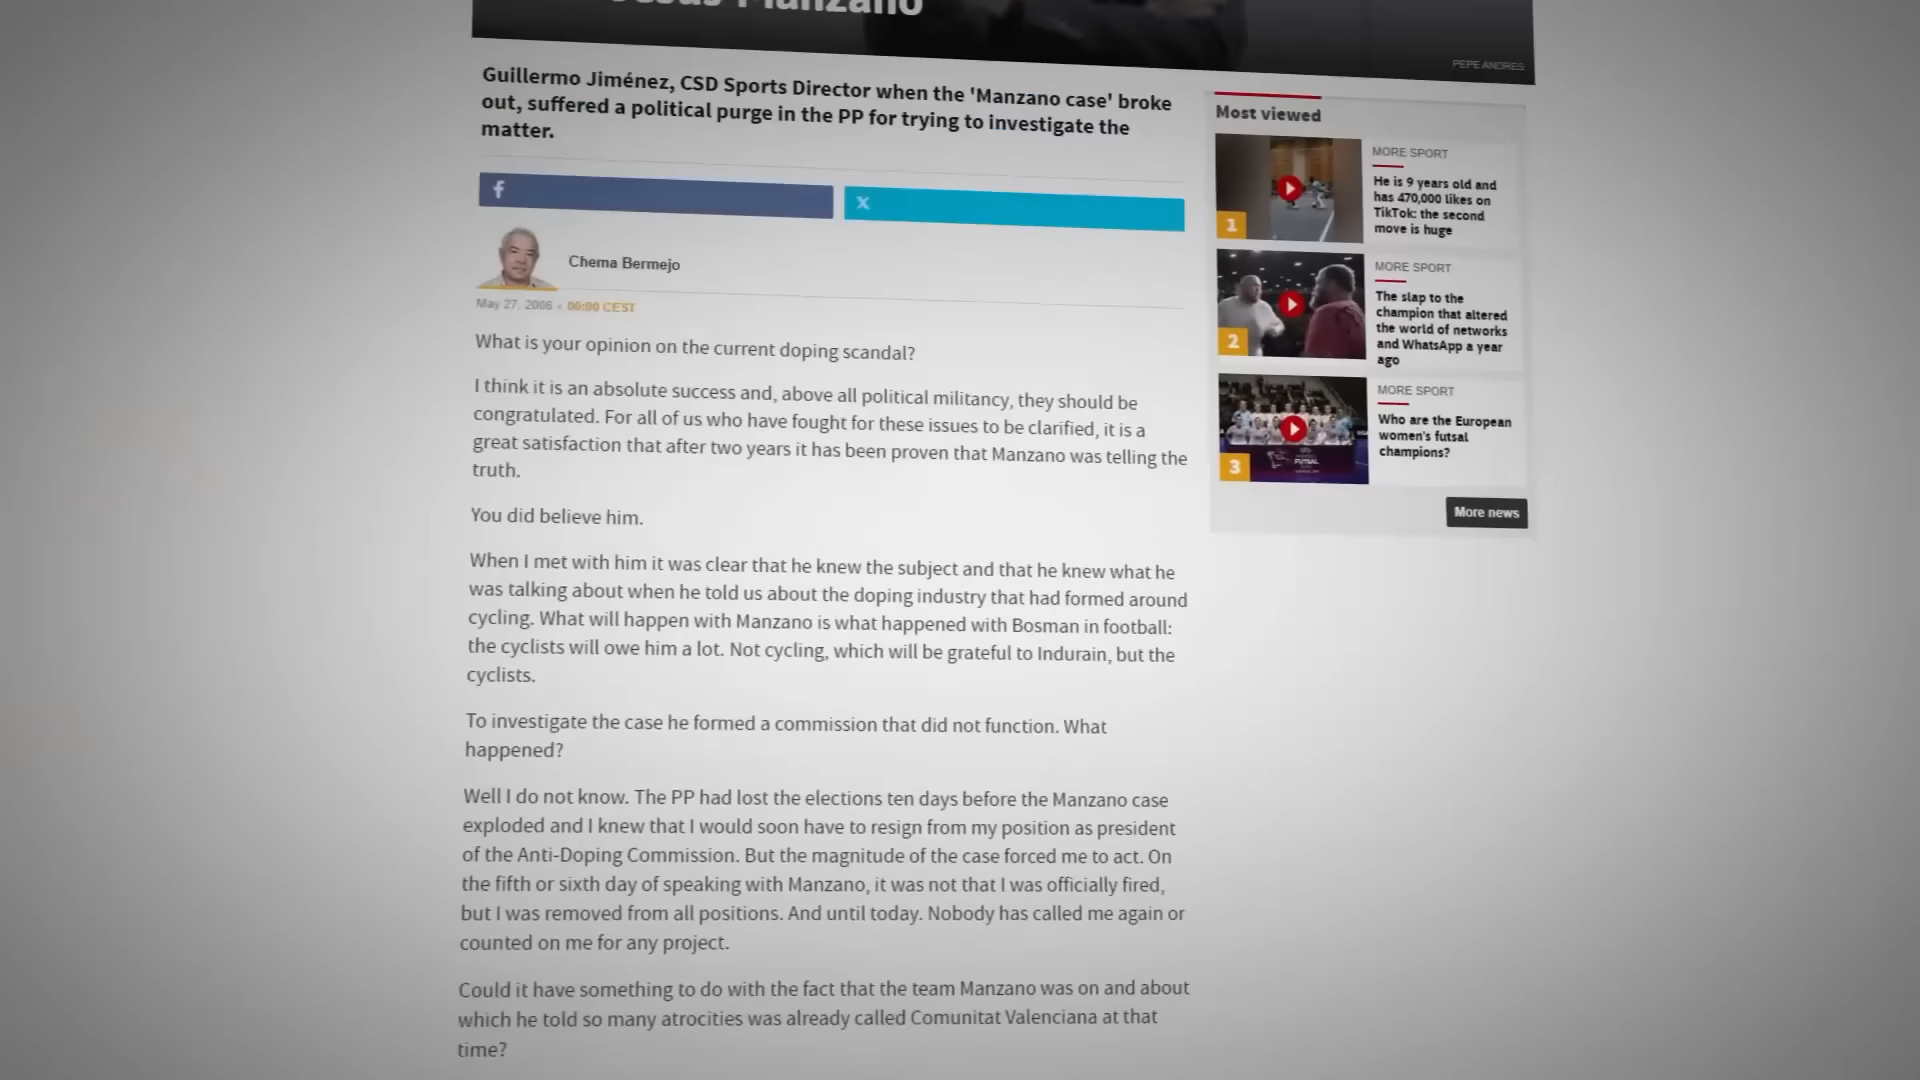 Manzano
PEPE ANDRES
Guillermo Jiménez, CSD Sports Director when the 'Manzano case' broke
out, suffered a political purge in the PP for trying to investigate the
matter.
f
X
Chema Bermejo
May 27, 2006 - 00:00 CEST
What is your opinion on the current doping scandal?
I think it is an absolute success and, above all political militancy, they should be
congratulated. For all of us who have fought for these issues to be clarified, it is a
great satisfaction that after two years it has been proven that Manzano was telling the
truth.
You did believe him.
When I met with him it was clear that he knew the subject and that he knew what he
was talking about when he told us about the doping industry that had formed around
cycling. What will happen with Manzano is what happened with Bosman in football:
the cyclists will owe him a lot. Not cycling, which will be grateful to Indurain, but the
cyclists.
To investigate the case he formed a commission that did not function. What
happened?
Well I do not know. The PP had lost the elections ten days before the Manzano case
exploded and I knew that I would soon have to resign from my position as president
of the Anti-Doping Commission. But the magnitude of the case forced me to act. On
the fifth or sixth day of speaking with Manzano, it was not that I was officially fired,
but I was removed from all positions. And until today. Nobody has called me again or
counted on me for any project.
Could it have something to do with the fact that the team Manzano was on and about
which he told so many atrocities was already called Comunitat Valenciana at that
time?
Most viewed
1
MORE SPORT
He is 9 years old and
has 470,000 likes on
TikTok: the second
move is huge
2
MORE SPORT
The slap to the
champion that altered
the world of networks
and WhatsApp a year
ago
3
FUTSAL
MORE SPORT
Who are the European
women's futsal
champions?
More news